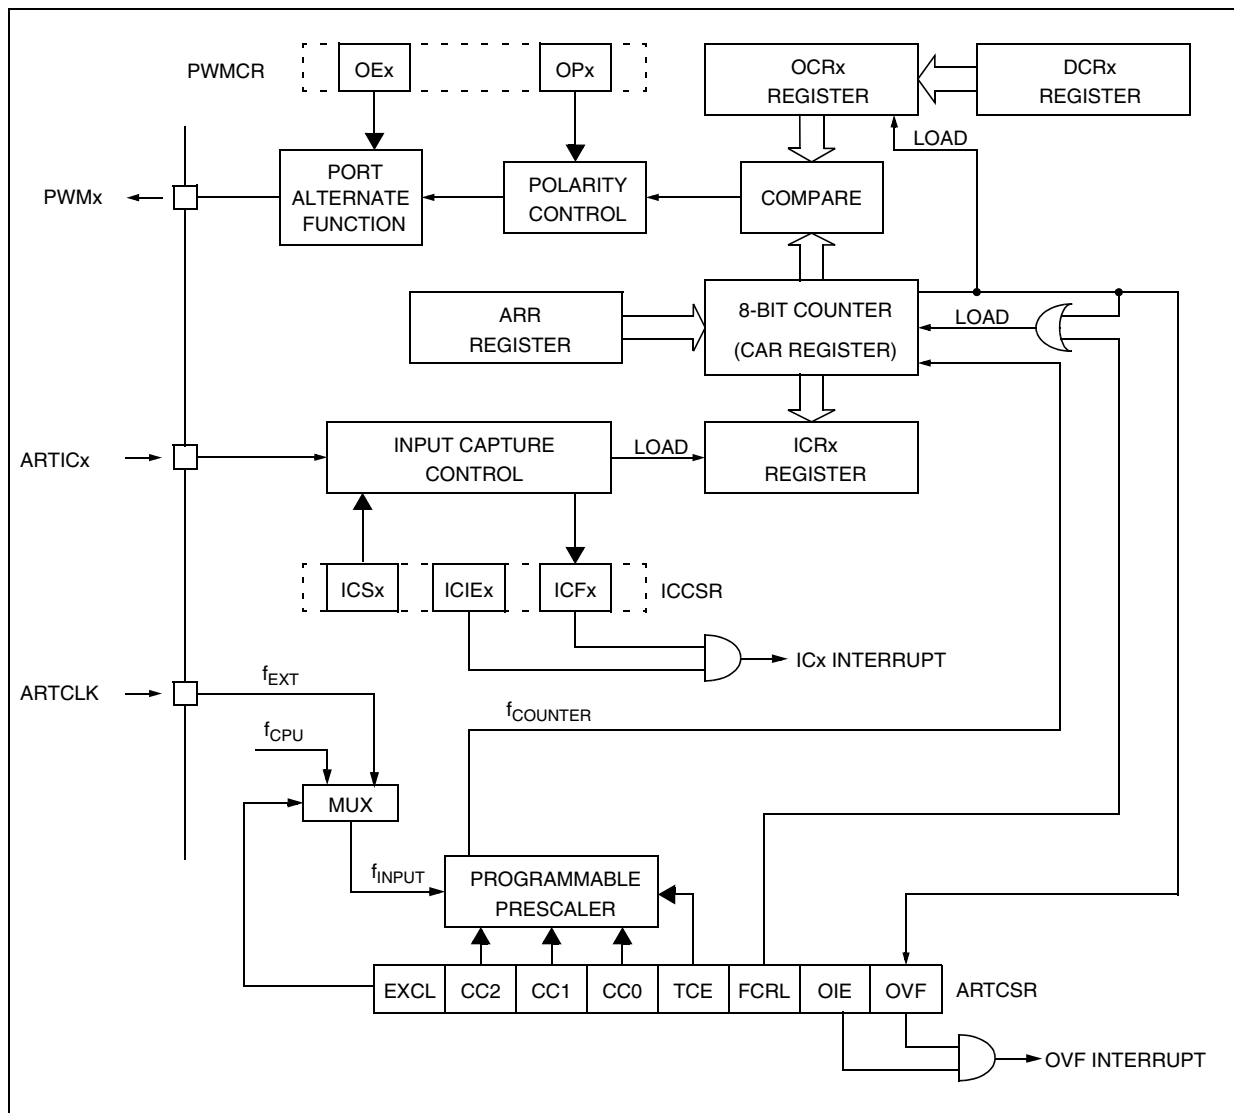 PWMCR
OEx
OPx
OCRx
REGISTER
DCRx
REGISTER
LOAD
PWMx
PORT
ALTERNATE
FUNCTION
POLARITY
CONTROL
COMPARE
ARR
REGISTER
8-BIT COUNTER
(CAR REGISTER)
LOAD
ARTICx
INPUT CAPTURE
CONTROL
LOAD
ICRx
REGISTER
ICSx
ICIEx
ICFx
ICCSR
ICx INTERRUPT
ARTCLK
fEXT
fCPU
fCOUNTER
MUX
fINPUT
PROGRAMMABLE
PRESCALER
EXCL
CC2
CC1
CC0
TCE
FCRL
OIE
OVF
ARTCSR
OVF INTERRUPT